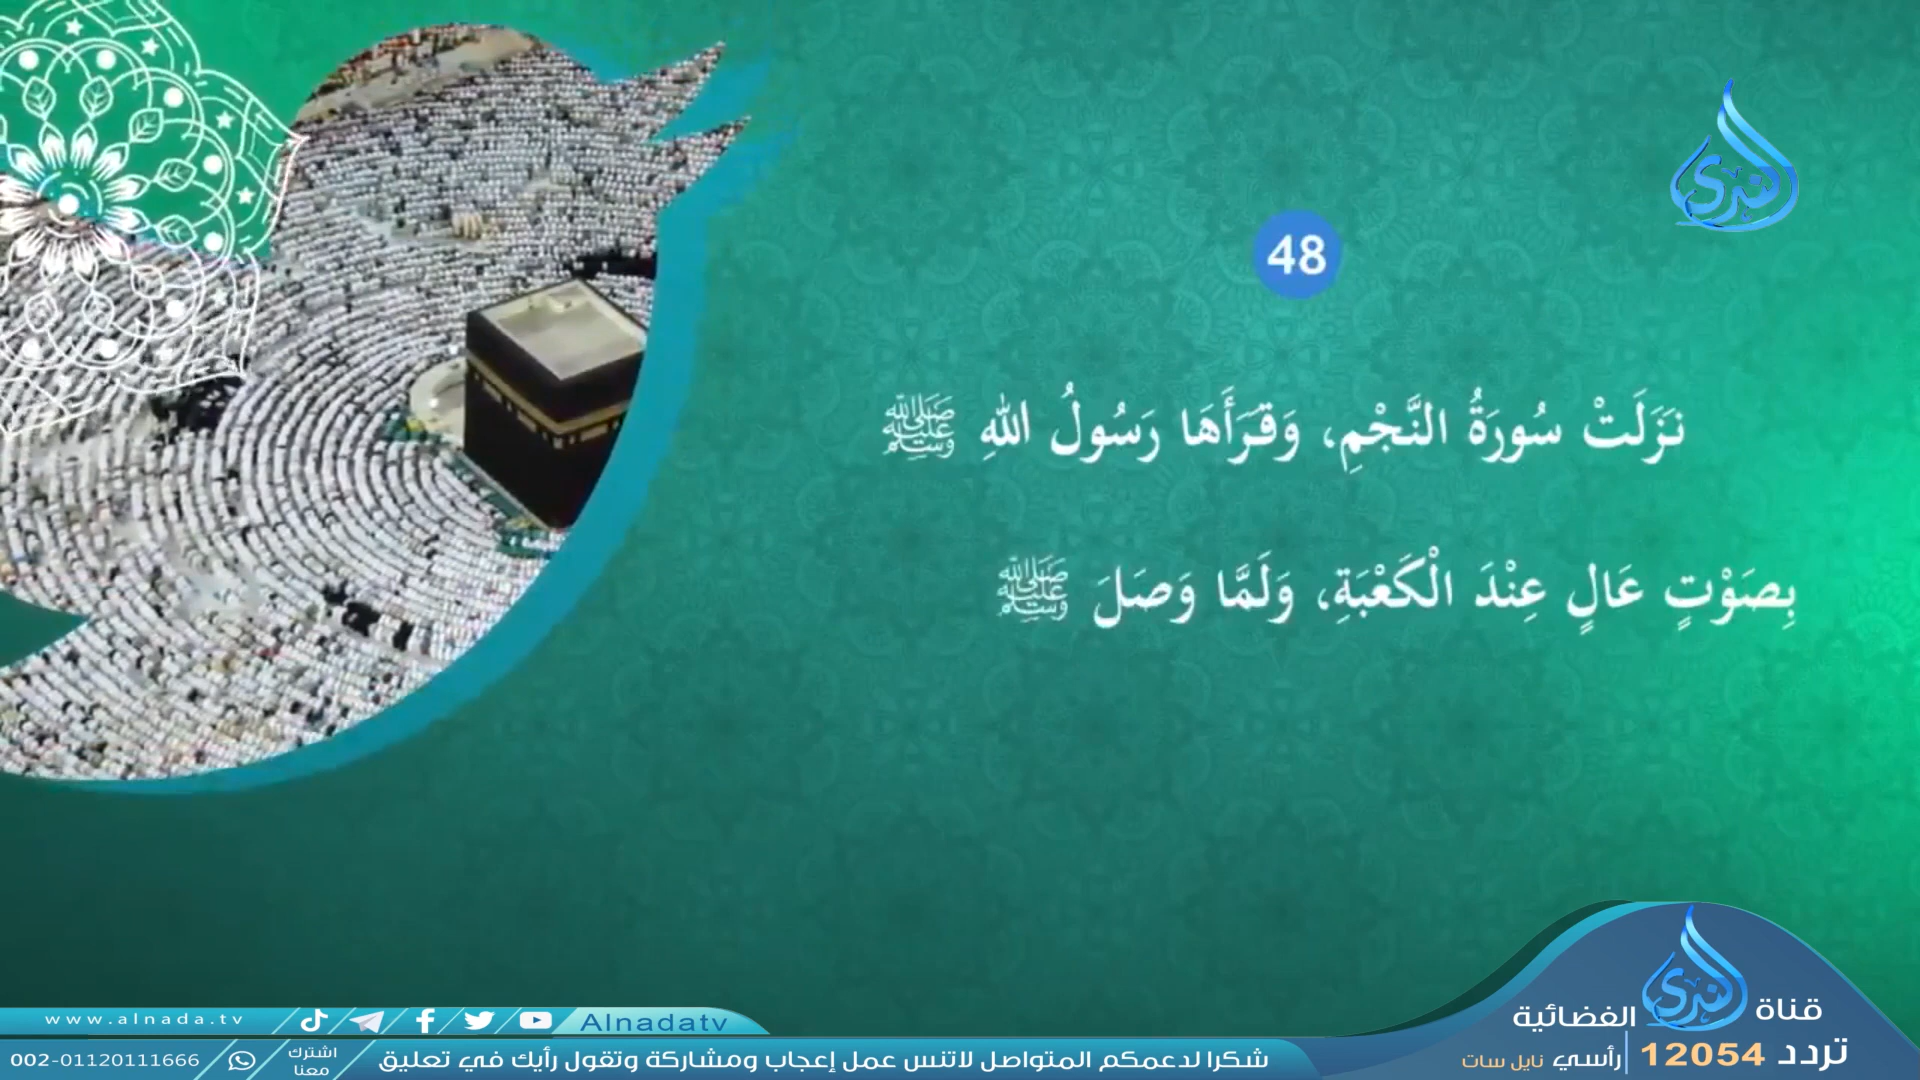 الندى
48
نَزَلَتْ سُورَةُ النَّجْمِ، وَقَرَأَهَا رَسُولُ اللهِ ﷺ
بِصَوْتٍ عَالٍ عِنْدَ الْكَعْبَةِ، وَلَمَّا وَصَلَ ﷺ
قناة الندى الفضائية
تردد 12054 رأسي نايل سات
www.alnada.tv
Alnadatv
شكرا لدعمكم المتواصل لاتنس عمل إعجاب ومشاركة وتقول رأيك في تعليق
اشترك
معنا
002-01120111666